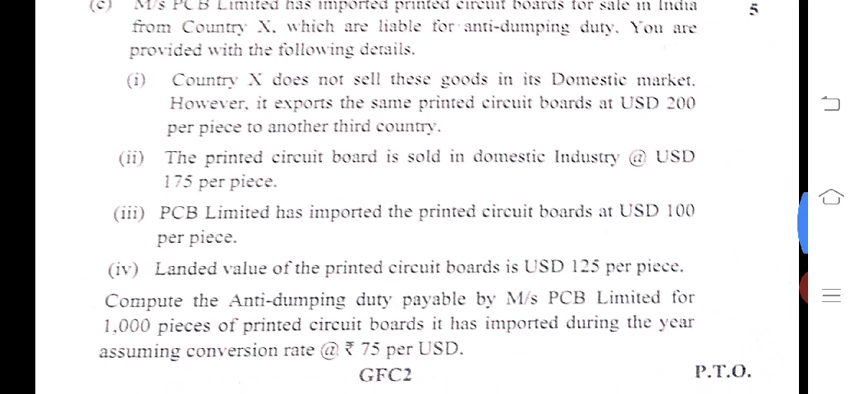 (c) M/s PCB Limited has imported printed circuit boards for sale in India 5
from Country X, which are liable for anti-dumping duty. You are
provided with the following details.
(i) Country X does not sell these goods in its Domestic market.
However, it exports the same printed circuit boards at USD 200
per piece to another third country.
(ii) The printed circuit board is sold in domestic Industry @ USD
175 per piece.
(iii) PCB Limited has imported the printed circuit boards at USD 100
per piece.
(iv) Landed value of the printed circuit boards is USD 125 per piece.
Compute the Anti-dumping duty payable by M/s PCB Limited for
1,000 pieces of printed circuit boards it has imported during the year
assuming conversion rate @ ₹ 75 per USD.
GFC2 P.T.O.